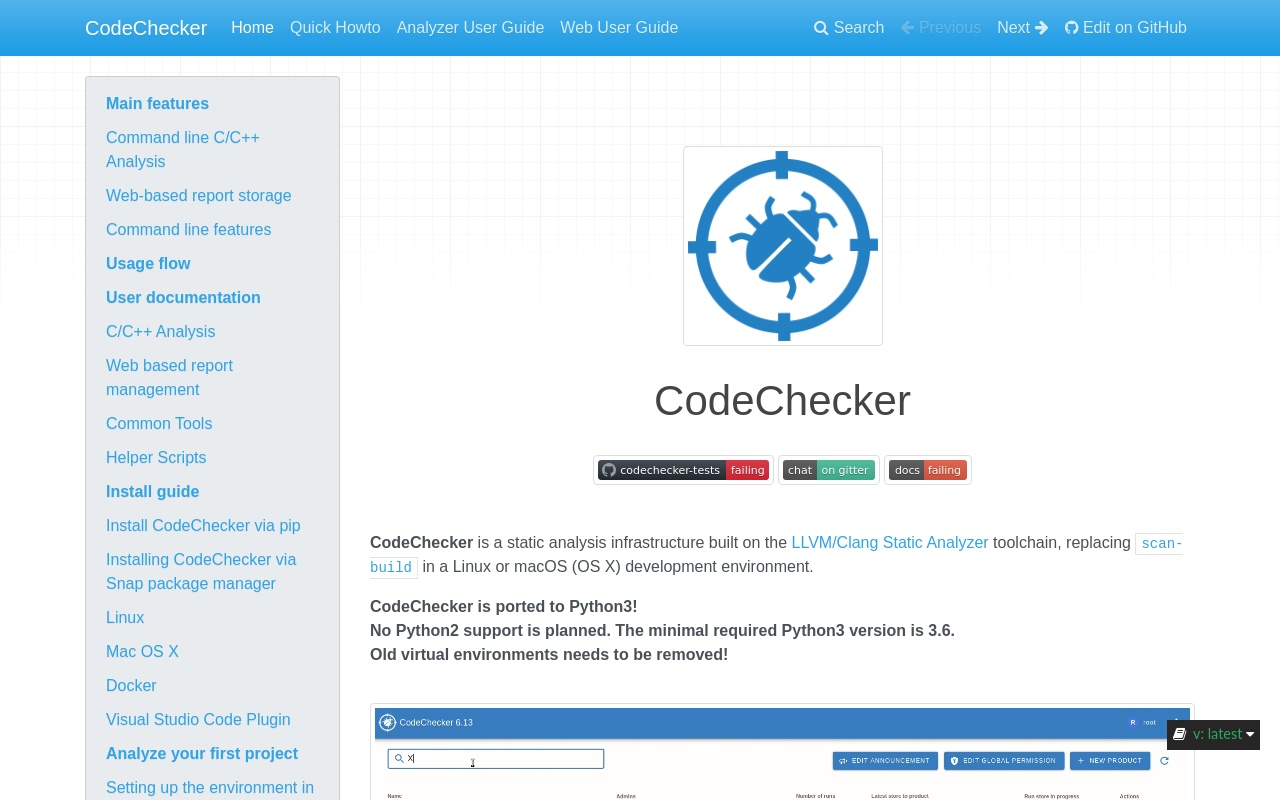 CodeChecker Home Quick Howto Analyzer User Guide Web User Guide Search Previous Next Edit on GitHub
Main features
Command line C/C++
Analysis
Web-based report storage
Command line features
Usage flow
User documentation
C/C++ Analysis
Web based report
management
Common Tools
Helper Scripts
Install guide
Install CodeChecker via pip
Installing CodeChecker via
Snap package manager
Linux
Mac OS X
Docker
Visual Studio Code Plugin
Analyze your first project
Setting up the environment in
CodeChecker
codechecker-tests failing chat on gitter docs failing
CodeChecker is a static analysis infrastructure built on the LLVM/Clang Static Analyzer toolchain, replacing scan-
build in a Linux or macOS (OS X) development environment.
CodeChecker is ported to Python3!
No Python2 support is planned. The minimal required Python3 version is 3.6.
Old virtual environments needs to be removed!
CodeChecker 6.13 R root
X
EDIT ANNOUNCEMENT EDIT GLOBAL PERMISSION + NEW PRODUCT
Name Admins Number of runs Latest store to product Run store in progress Actions
v: latest